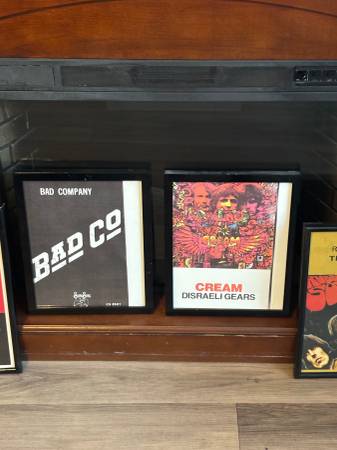 BAD COMPANY
BAD CO
CREAM
DISRAELI GEARS